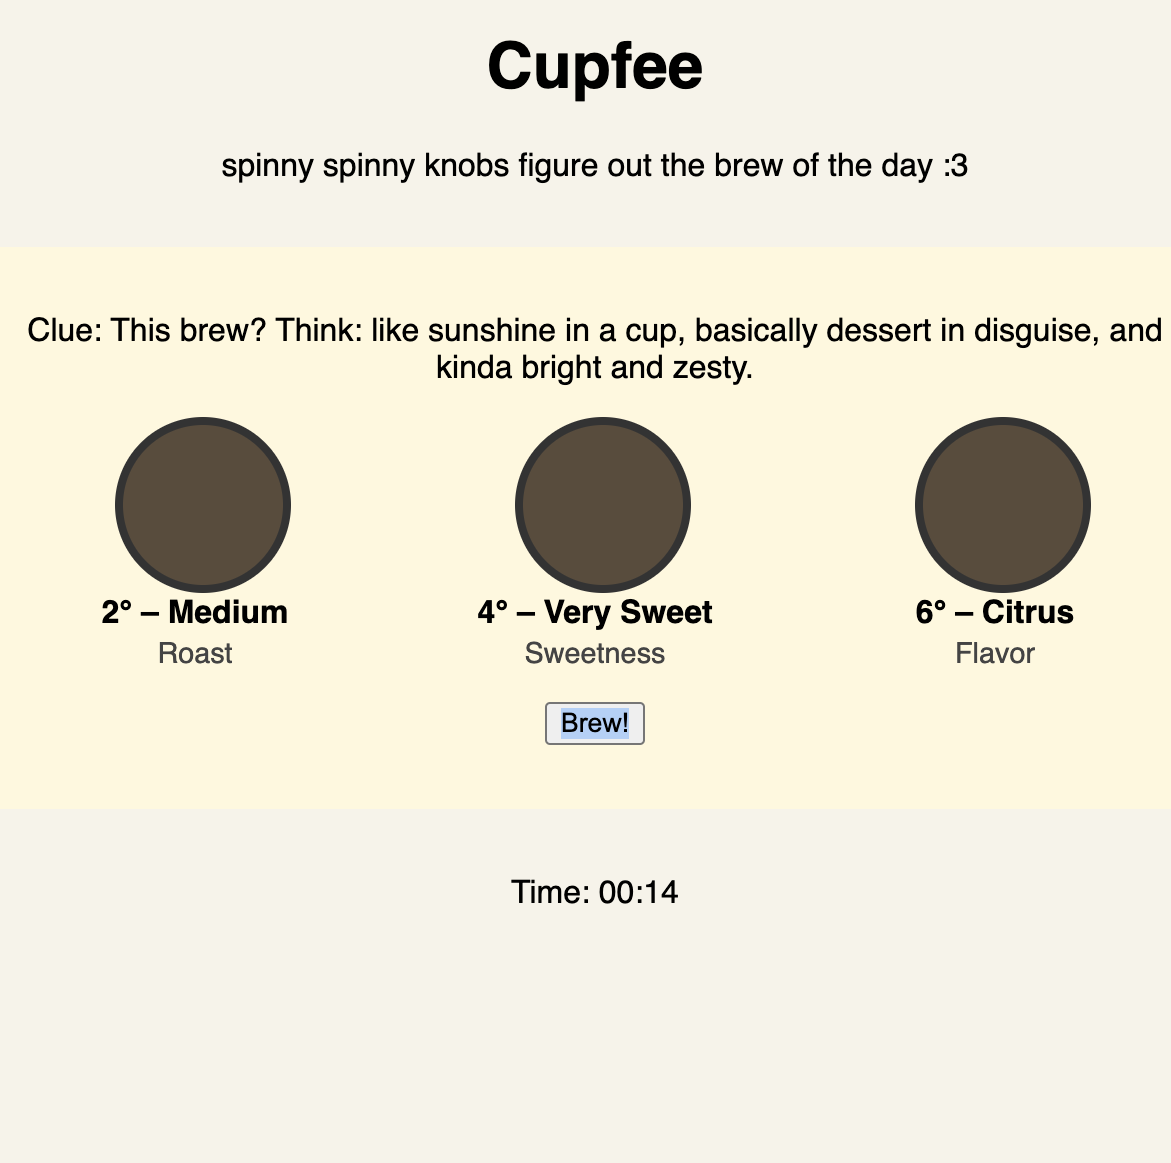 Cupfee
spinny spinny knobs figure out the brew of the day :3
Clue: This brew? Think: like sunshine in a cup, basically dessert in disguise, and
kinda bright and zesty.
2° – Medium
Roast
4° – Very Sweet
Sweetness
6° – Citrus
Flavor
Brew!
Time: 00:14